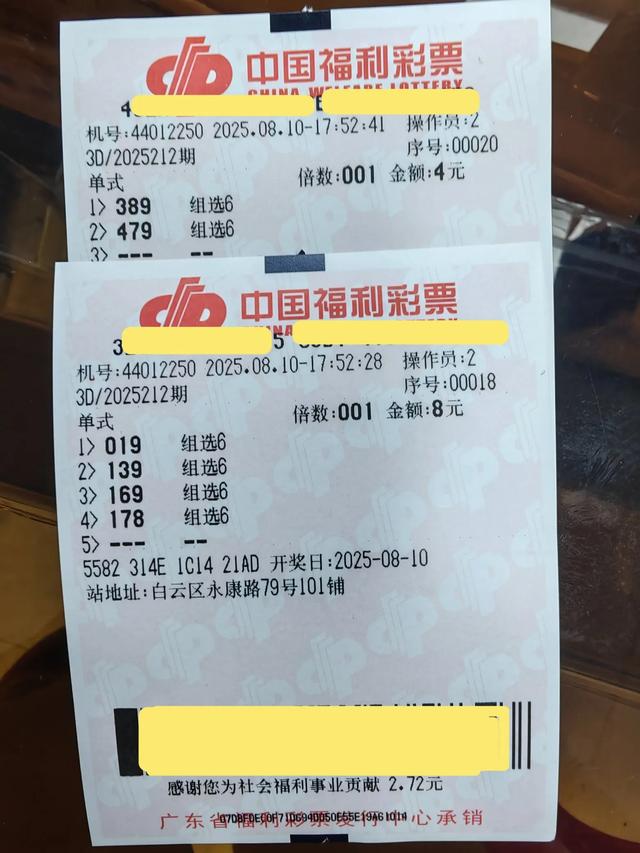 中国福利彩票
CHINA WELFARE LOTTERY
机号:44012250 2025.08.10-17:52:41 操作员:2
序号:00020
3D/2025212期
单式 倍数:001 金额:4元
1> 389 组选6
2> 479 组选6
3> --- --
中国福利彩票
机号:44012250 2025.08.10-17:52:28 操作员:2
序号:00018
3D/2025212期
单式 倍数:001 金额:8元
1> 019 组选6
2> 139 组选6
3> 169 组选6
4> 178 组选6
5> --- --
5582 314E 1C14 21AD 开奖日:2025-08-10
站地址:白云区永康路79号101铺
感谢您为社会福利事业贡献 2.72元
广东省福利彩票发行中心承销